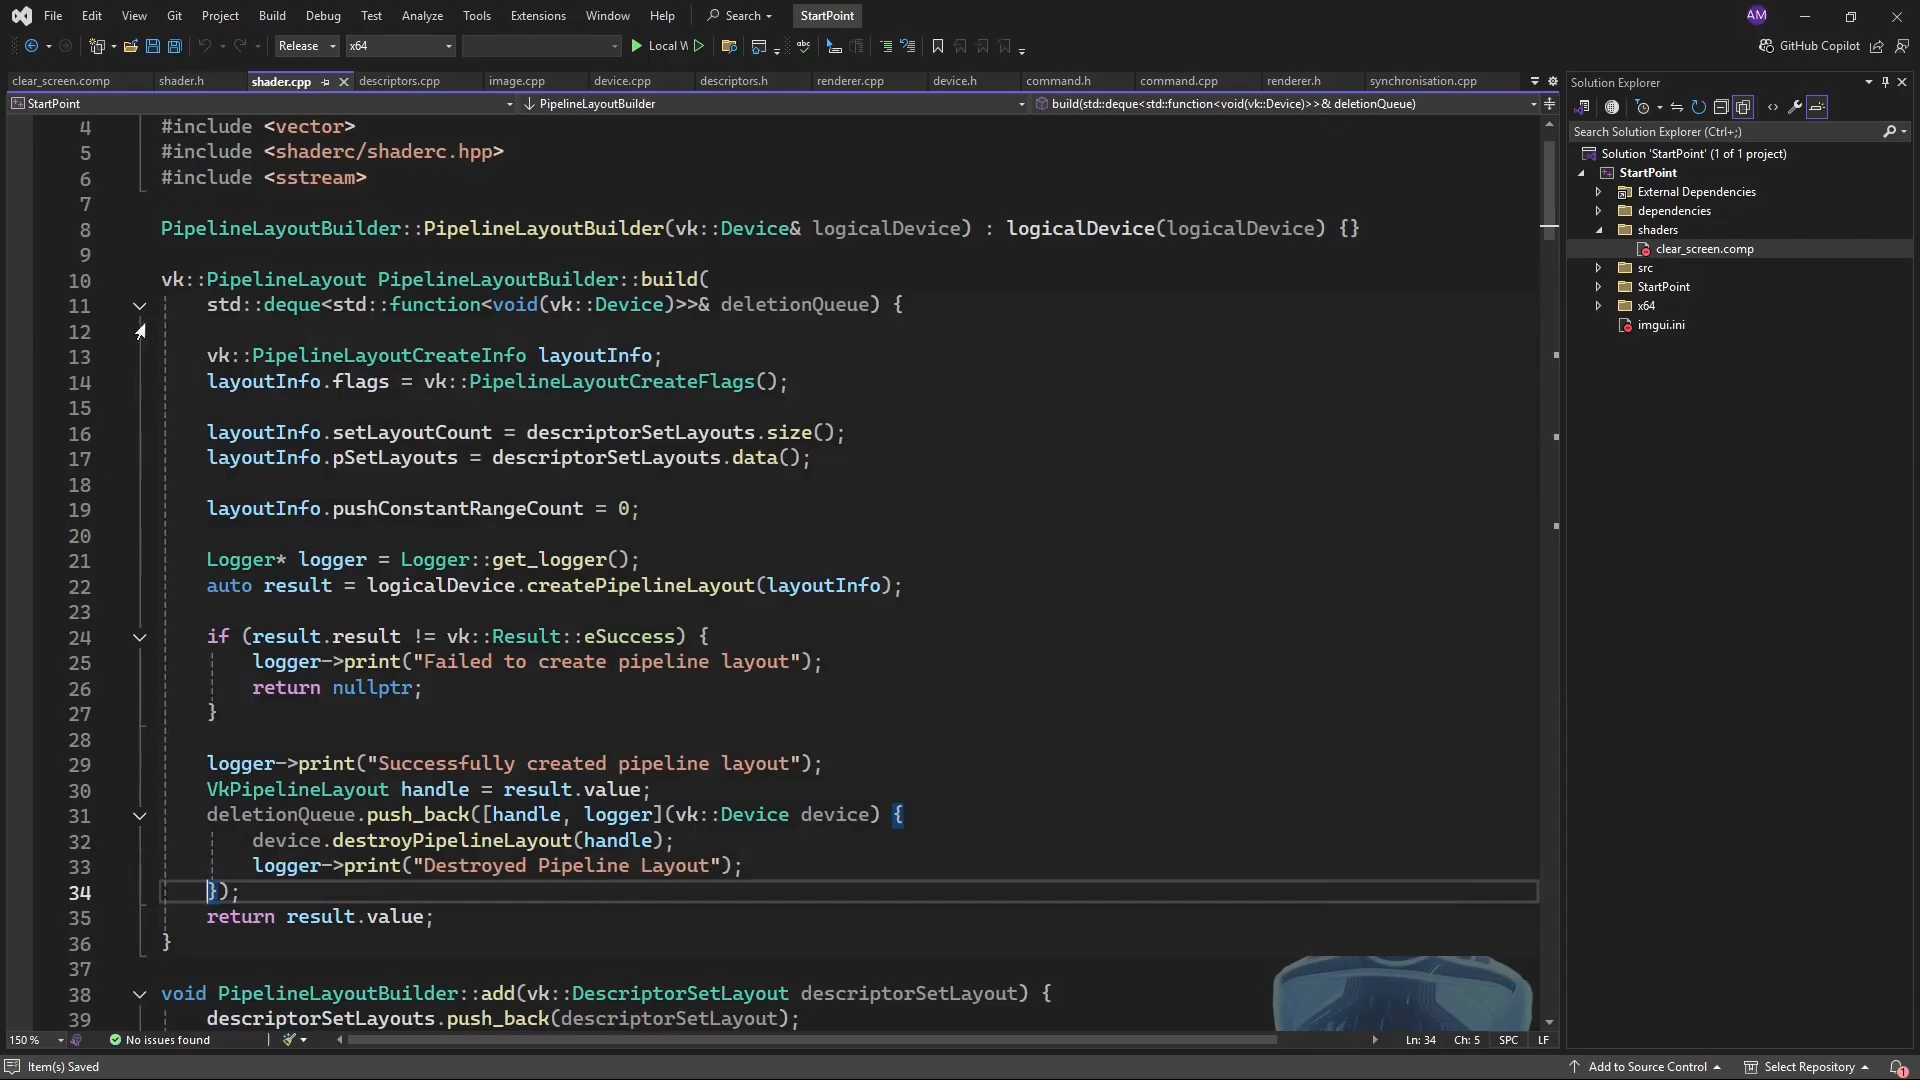 File Edit View Git Project Build Debug Test Analyze Tools Extensions Window Help Search StartPoint AM
Release x64 Local W GitHub Copilot
clear_screen.comp shader.h shader.cpp descriptors.cpp image.cpp device.cpp descriptors.h renderer.cpp device.h command.h command.cpp renderer.h synchronisation.cpp
StartPoint PipelineLayoutBuilder build(std::deque<std::function<void(vk::Device)>>& deletionQueue)
4 #include <vector>
5 #include <shaderc/shaderc.hpp>
6 #include <sstream>
7
8 PipelineLayoutBuilder::PipelineLayoutBuilder(vk::Device& logicalDevice) : logicalDevice(logicalDevice) {}
9
10 vk::PipelineLayout PipelineLayoutBuilder::build(
11 std::deque<std::function<void(vk::Device)>>& deletionQueue) {
12
13 vk::PipelineLayoutCreateInfo layoutInfo;
14 layoutInfo.flags = vk::PipelineLayoutCreateFlags();
15
16 layoutInfo.setLayoutCount = descriptorSetLayouts.size();
17 layoutInfo.pSetLayouts = descriptorSetLayouts.data();
18
19 layoutInfo.pushConstantRangeCount = 0;
20
21 Logger* logger = Logger::get_logger();
22 auto result = logicalDevice.createPipelineLayout(layoutInfo);
23
24 if (result.result != vk::Result::eSuccess) {
25 logger->print("Failed to create pipeline layout");
26 return nullptr;
27 }
28
29 logger->print("Successfully created pipeline layout");
30 VkPipelineLayout handle = result.value;
31 deletionQueue.push_back([handle, logger](vk::Device device) {
32 device.destroyPipelineLayout(handle);
33 logger->print("Destroyed Pipeline Layout");
34 });
35 return result.value;
36 }
37
38 void PipelineLayoutBuilder::add(vk::DescriptorSetLayout descriptorSetLayout) {
39 descriptorSetLayouts.push_back(descriptorSetLayout);
150 % No issues found Ln: 34 Ch: 5 SPC LF
Solution Explorer
Search Solution Explorer (Ctrl+;)
Solution 'StartPoint' (1 of 1 project)
StartPoint
External Dependencies
dependencies
shaders
clear_screen.comp
src
StartPoint
x64
imgui.ini
Item(s) Saved Add to Source Control Select Repository 1